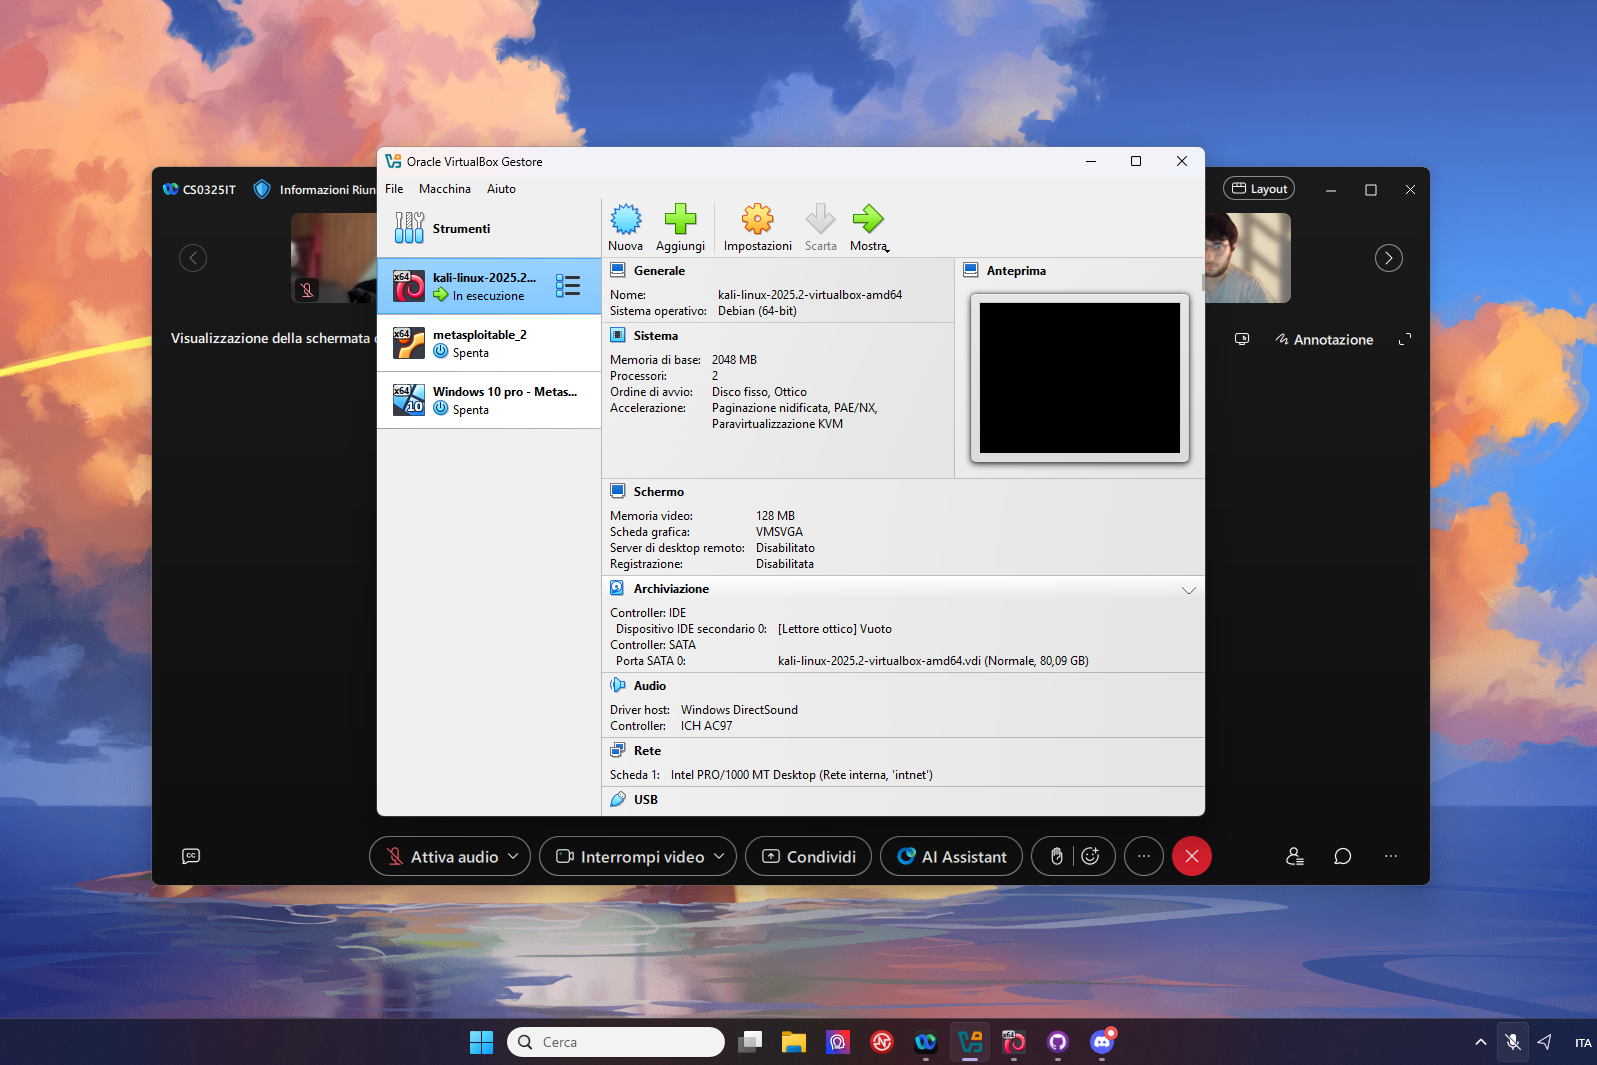 Oracle VirtualBox Gestore
File Macchina Aiuto
CS0325IT
Informazioni Riun
Layout
Strumenti
Nuova
Aggiungi
Impostazioni
Scarta
Mostra
x64
kali-linux-2025.2...
In esecuzione
x64
metasploitable_2
Spenta
x64
10
Windows 10 pro - Metas...
Spenta
Generale
Nome: kali-linux-2025.2-virtualbox-amd64
Sistema operativo: Debian (64-bit)
Anteprima
Sistema
Memoria di base: 2048 MB
Processori: 2
Ordine di avvio: Disco fisso, Ottico
Accelerazione: Paginazione nidificata, PAE/NX,
Paravirtualizzazione KVM
Schermo
Memoria video: 128 MB
Scheda grafica: VMSVGA
Server di desktop remoto: Disabilitato
Registrazione: Disabilitata
Archiviazione
Controller: IDE
Dispositivo IDE secondario 0: [Lettore ottico] Vuoto
Controller: SATA
Porta SATA 0: kali-linux-2025.2-virtualbox-amd64.vdi (Normale, 80,09 GB)
Audio
Driver host: Windows DirectSound
Controller: ICH AC97
Rete
Scheda 1: Intel PRO/1000 MT Desktop (Rete interna, 'intnet')
USB
Visualizzazione della schermata
Annotazione
CC
Attiva audio
Interrompi video
Condividi
AI Assistant
Cerca
x64
ITA